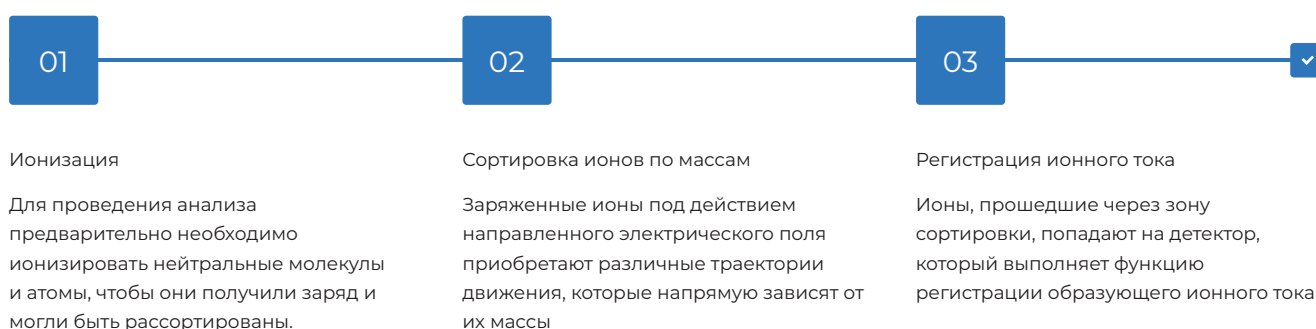 01
02
03
Ионизация
Для проведения анализа
предварительно необходимо
ионизировать нейтральные молекулы
и атомы, чтобы они получили заряд и
могли быть рассортированы.
Сортировка ионов по массам
Заряженные ионы под действием
направленного электрического поля
приобретают различные траектории
движения, которые напрямую зависят от
их массы
Регистрация ионного тока
Ионы, прошедшие через зону
сортировки, попадают на детектор,
который выполняет функцию
регистрации образующего ионного тока